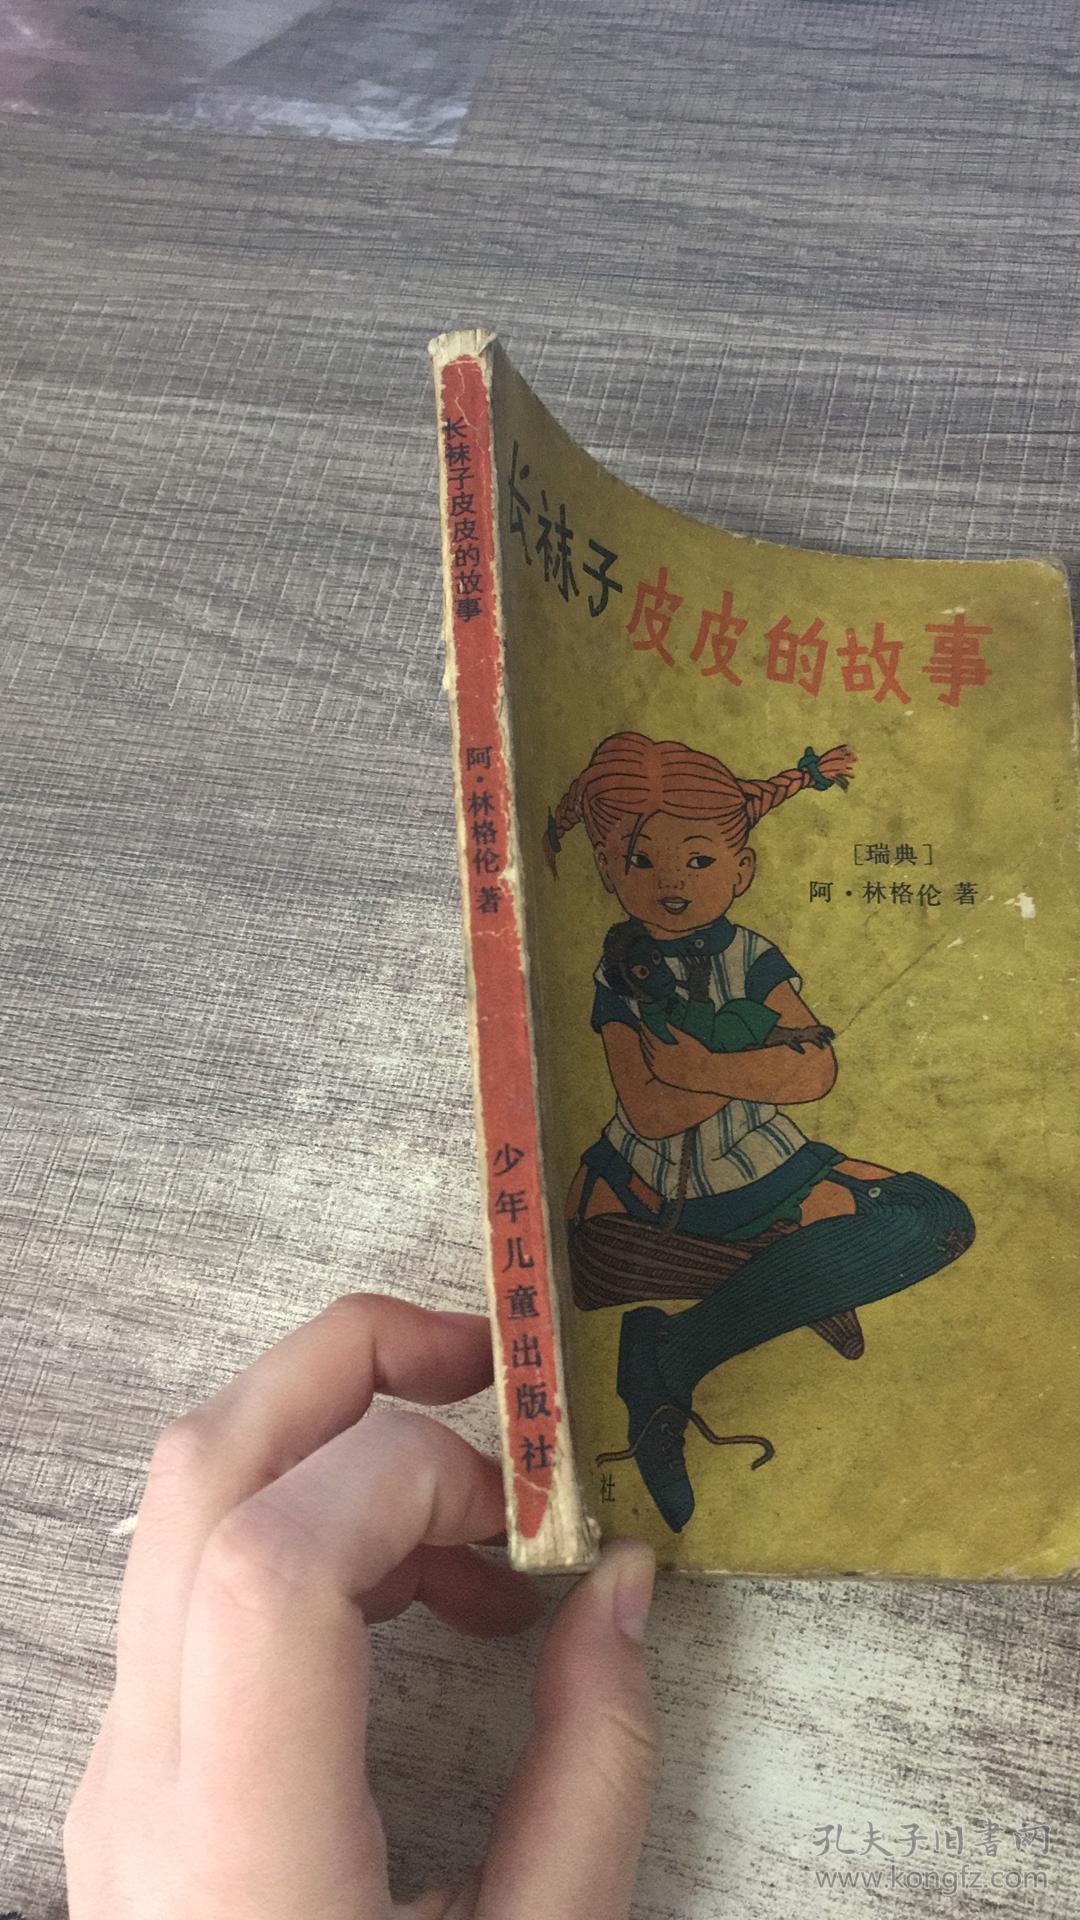 长袜子皮皮的故事
阿·林格伦 著
少年儿童出版社
长袜子皮皮的故事
[瑞典]
阿·林格伦 著
社
孔夫子旧书网
www.kongfz.com